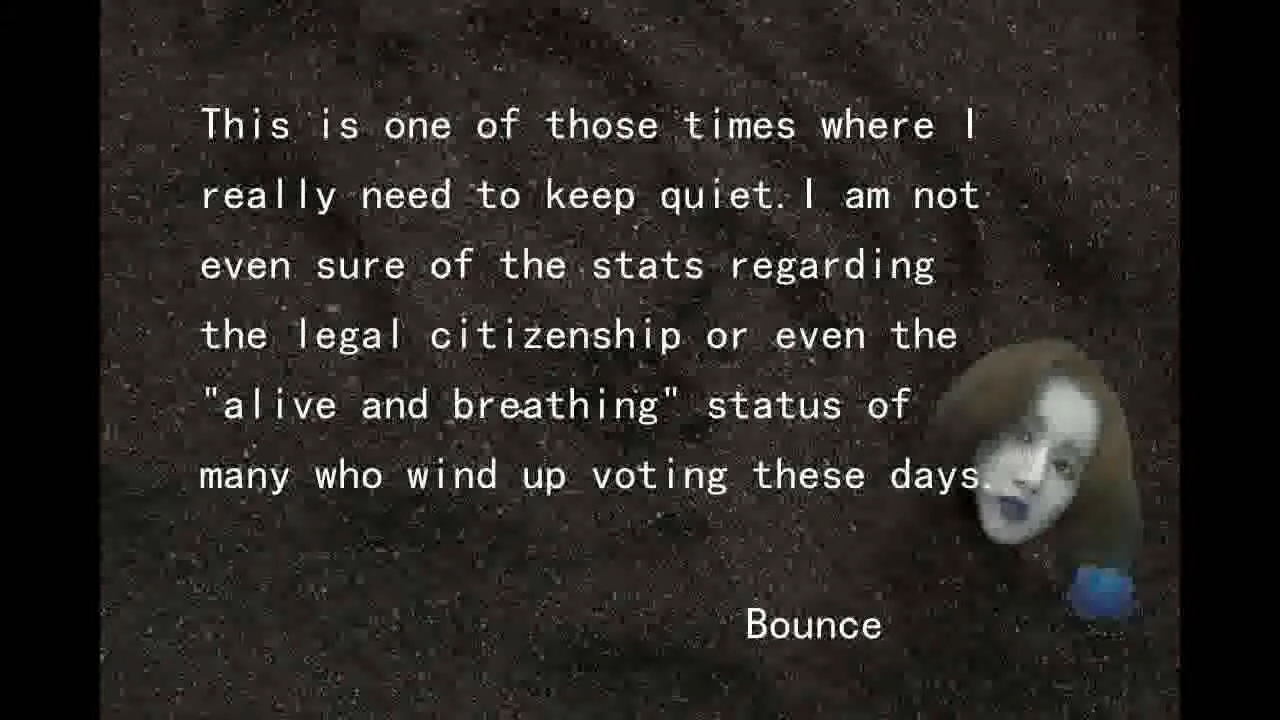 This is one of those times where I
really need to keep quiet. I am not
even sure of the stats regarding
the legal citizenship or even the
"alive and breathing" status of
many who wind up voting these days.
Bounce